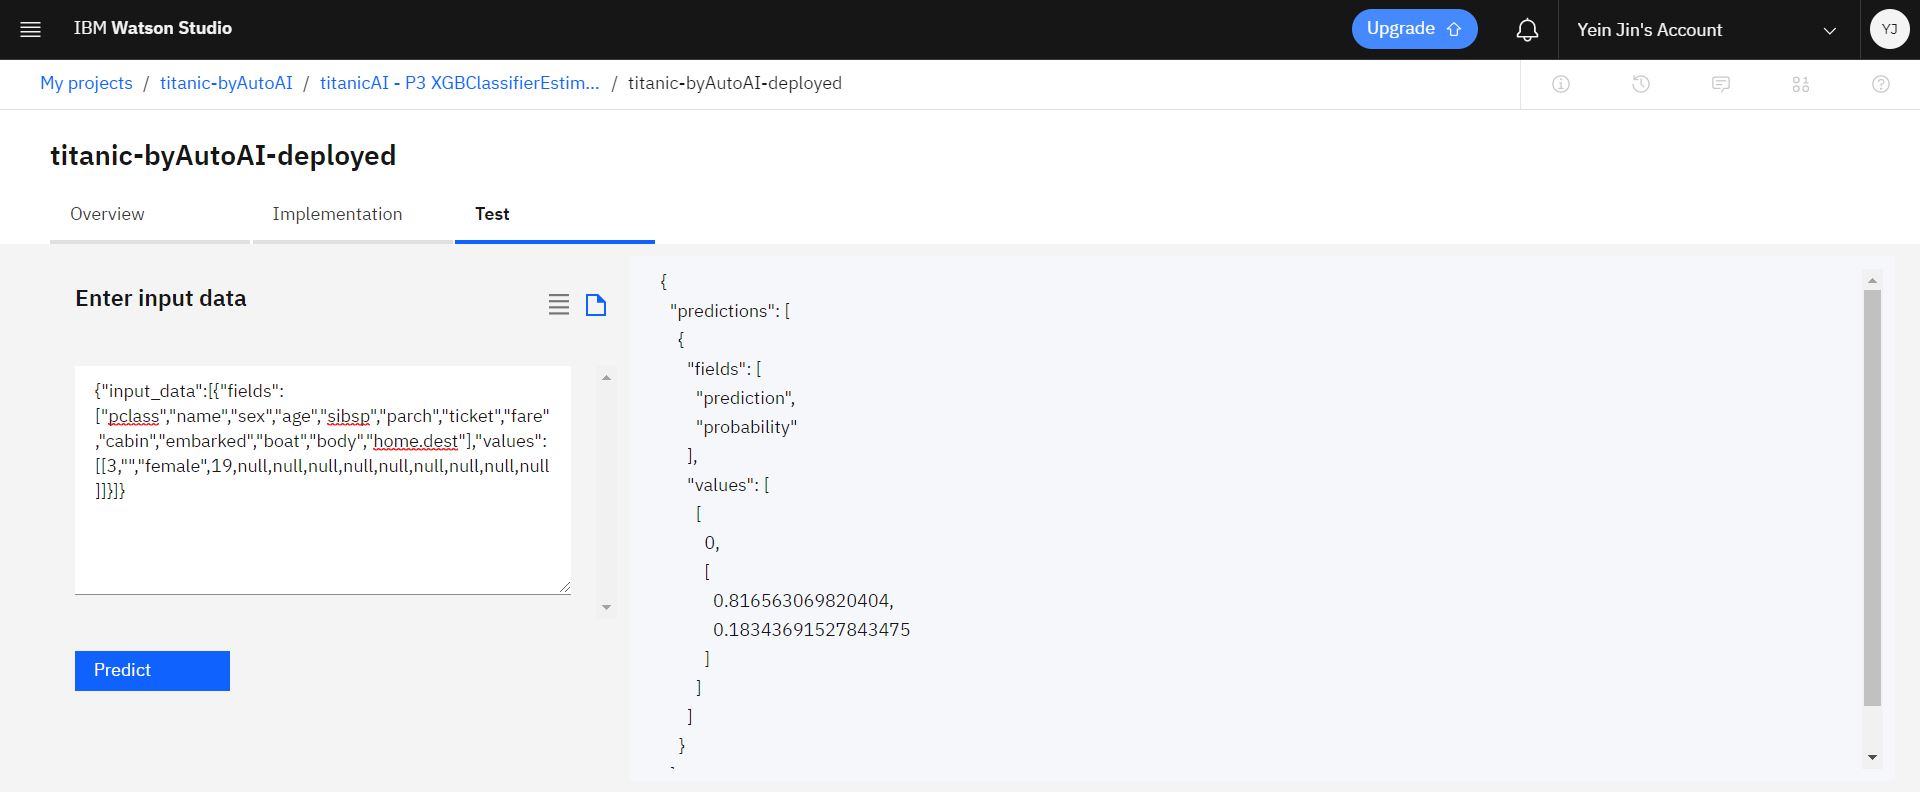 IBM Watson Studio
Upgrade
Yein Jin's Account
YJ
My projects / titanic-byAutoAI / titanicAI - P3 XGBClassifierEstim... / titanic-byAutoAI-deployed
titanic-byAutoAI-deployed
Overview
Implementation
Test
Enter input data
{"input_data":[{"fields":
["pclass","name","sex","age","sibsp","parch","ticket","fare"
,"cabin","embarked","boat","body","home.dest"],"values":
[[3,"","female",19,null,null,null,null,null,null,null,null,null
]]}]}
Predict
{
"predictions": [
{
"fields": [
"prediction",
"probability"
],
"values": [
[
0,
[
0.816563069820404,
0.18343691527843475
]
]
]
}